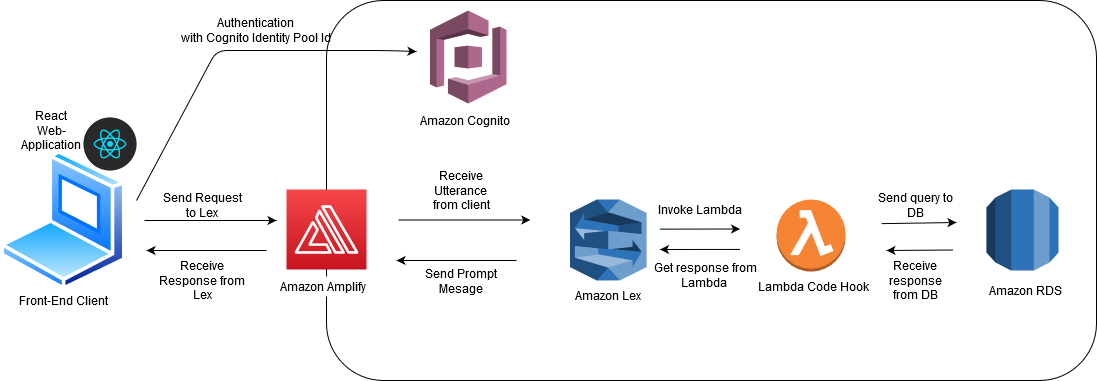 Authentication
with Cognito Identity Pool Id
Amazon Cognito
React
Web-
Application
Front-End Client
Send Request
to Lex
Receive
Response from
Lex
Amazon Amplify
Receive
Utterance
from client
Send Prompt
Message
Amazon Lex
Invoke Lambda
Get response from
Lambda
Lambda Code Hook
Send query to
DB
Receive
response
from DB
Amazon RDS